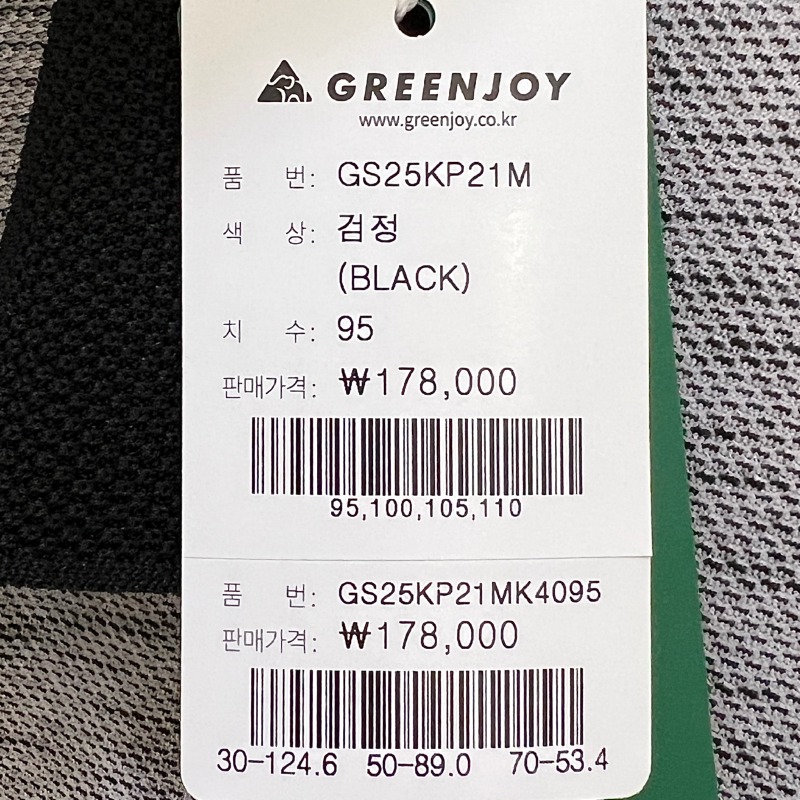 GREENJOY
www.greenjoy.co.kr
품 번: GS25KP21M
색 상: 검정
(BLACK)
치 수: 95
판매가격: ₩178,000
95,100,105,110
품 번: GS25KP21MK4095
판매가격: ₩178,000
30-124.6 50-89.0 70-53.4